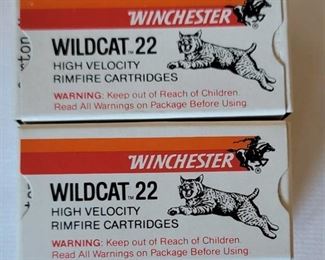 WINCHESTER
WILDCAT™ 22
HIGH VELOCITY
RIMFIRE CARTRIDGES
WARNING: Keep out of Reach of Children.
Read All Warnings on Package Before Using.
WINCHESTER
WILDCAT™ 22
HIGH VELOCITY
RIMFIRE CARTRIDGES
WARNING: Keep out of Reach of Children.
Read All Warnings on Package Before Using.